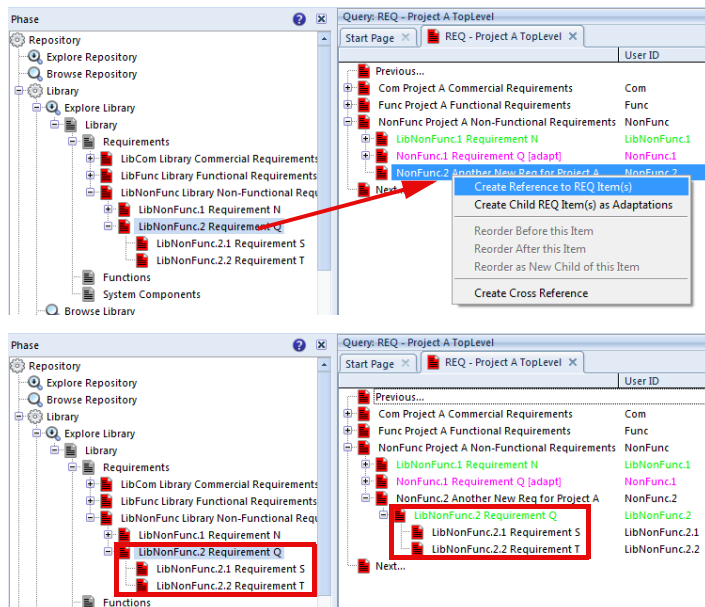 Phase
Repository
Explore Repository
Browse Repository
Library
Explore Library
Library
Requirements
LibCom Library Commercial Requirements
LibFunc Library Functional Requirements
LibNonFunc Library Non-Functional Requ
LibNonFunc.1 Requirement N
LibNonFunc.2 Requirement Q
LibNonFunc.2.1 Requirement S
LibNonFunc.2.2 Requirement T
Functions
System Components
Browse Library
Query: REQ - Project A TopLevel
Start Page REQ - Project A TopLevel
User ID
Previous...
Com Project A Commercial Requirements Com
Func Project A Functional Requirements Func
NonFunc Project A Non-Functional Requirements NonFunc
LibNonFunc.1 Requirement N LibNonFunc.1
NonFunc.1 Requirement Q [adapt] NonFunc.1
NonFunc.2 Another New Req for Project A NonFunc.2
Next...
Create Reference to REQ Item(s)
Create Child REQ Item(s) as Adaptations
Reorder Before this Item
Reorder After this Item
Reorder as New Child of this Item
Create Cross Reference
Phase
Repository
Explore Repository
Browse Repository
Library
Explore Library
Library
Requirements
LibCom Library Commercial Requirements
LibFunc Library Functional Requirements
LibNonFunc Library Non-Functional Requ
LibNonFunc.1 Requirement N
LibNonFunc.2 Requirement Q
LibNonFunc.2.1 Requirement S
LibNonFunc.2.2 Requirement T
Functions
Query: REQ - Project A TopLevel
Start Page REQ - Project A TopLevel
User ID
Previous...
Com Project A Commercial Requirements Com
Func Project A Functional Requirements Func
NonFunc Project A Non-Functional Requirements NonFunc
LibNonFunc.1 Requirement N LibNonFunc.1
LibNonFunc.1 Requirement Q [adapt] NonFunc.1
NonFunc.2 Another New Req for Project A NonFunc.2
LibNonFunc.2 Requirement Q LibNonFunc.2
LibNonFunc.2.1 Requirement S LibNonFunc.2.1
LibNonFunc.2.2 Requirement T LibNonFunc.2.2
Next...